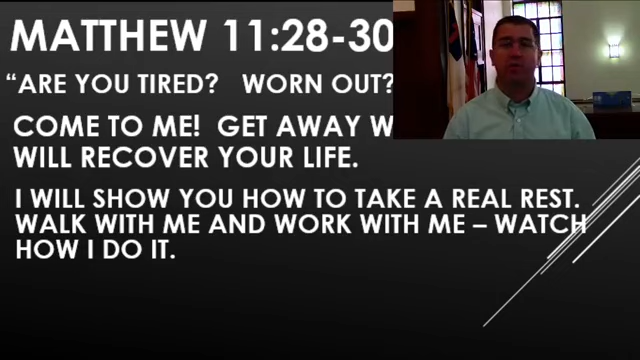 MATTHEW 11:28-30
“ARE YOU TIRED? WORN OUT?
COME TO ME! GET AWAY
WILL RECOVER YOUR LIFE.
I WILL SHOW YOU HOW TO TAKE A REAL REST.
WALK WITH ME AND WORK WITH ME – WATCH
HOW I DO IT.